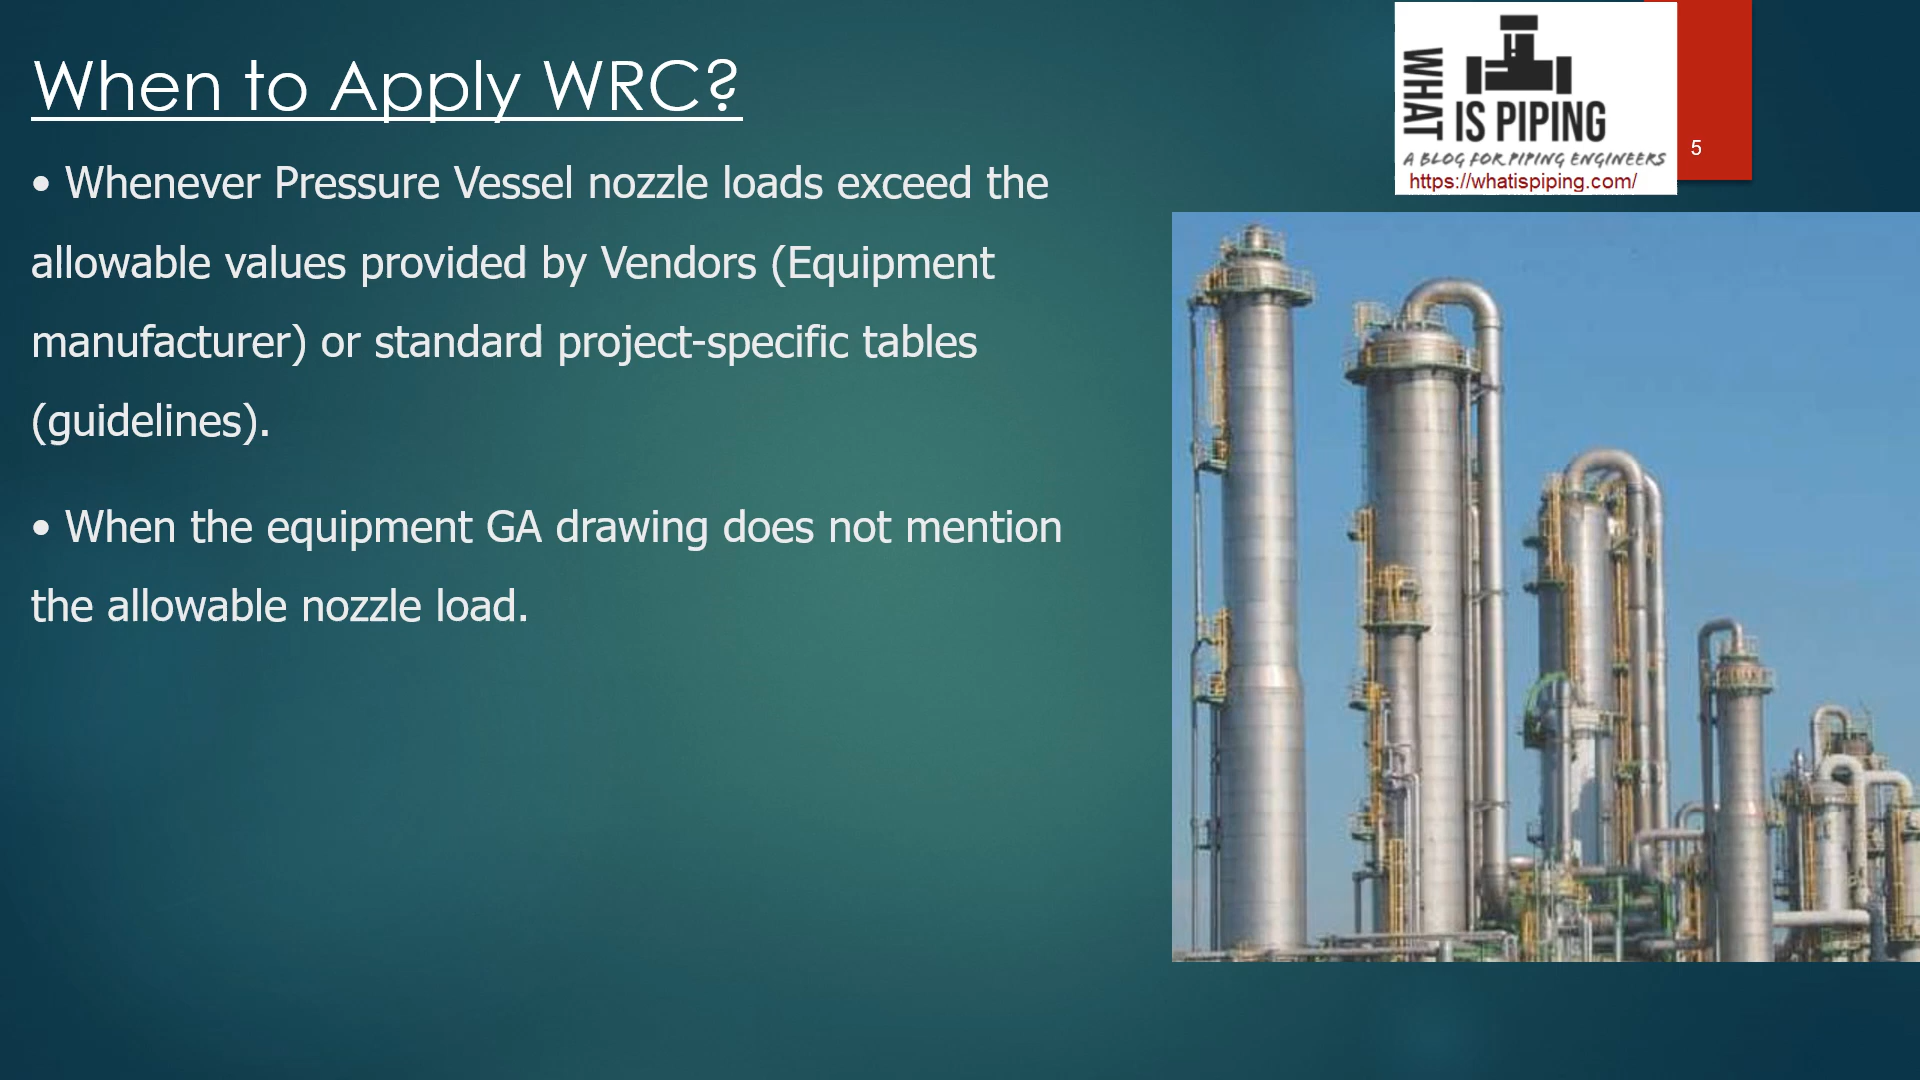 When to Apply WRC?
• Whenever Pressure Vessel nozzle loads exceed the
allowable values provided by Vendors (Equipment
manufacturer) or standard project-specific tables
(guidelines).
• When the equipment GA drawing does not mention
the allowable nozzle load.
WHAT
IS PIPING
A BLOG FOR PIPING ENGINEERS
https://whatispiping.com/
5